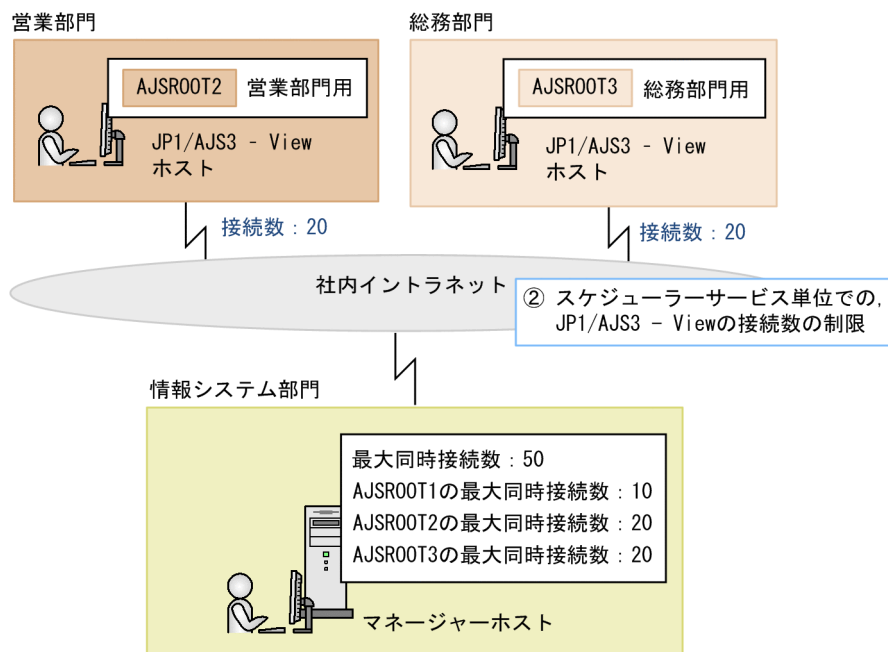 営業部門
総務部門
AJSROOT2 営業部門用
AJSROOT3 総務部門用
JP1/AJS3 - View
ホスト
JP1/AJS3 - View
ホスト
接続数:20
接続数:20
社内イントラネット
② スケジューラーサービス単位での,
JP1/AJS3 - Viewの接続数の制限
情報システム部門
最大同時接続数:50
AJSROOT1の最大同時接続数:10
AJSROOT2の最大同時接続数:20
AJSROOT3の最大同時接続数:20
マネージャーホスト